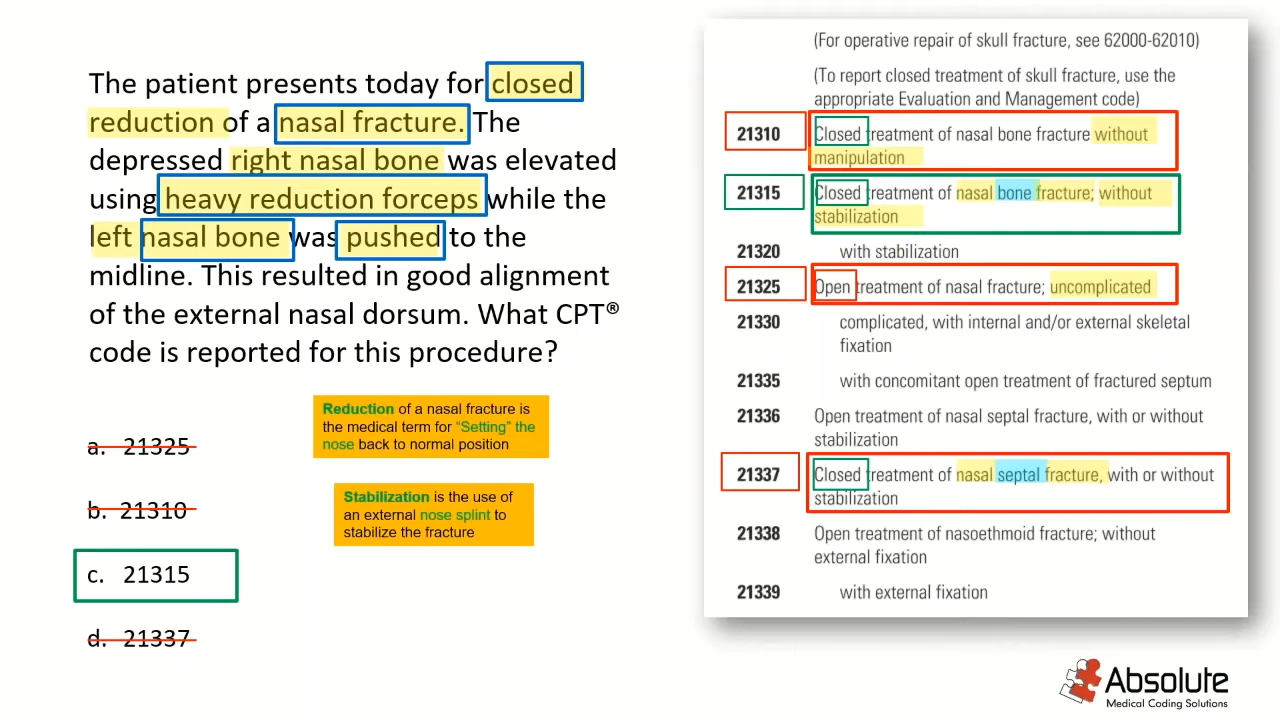 The patient presents today for closed
reduction of a nasal fracture. The
depressed right nasal bone was elevated
using heavy reduction forceps while the
left nasal bone was pushed to the
midline. This resulted in good alignment
of the external nasal dorsum. What CPT®
code is reported for this procedure?
Reduction of a nasal fracture is
the medical term for “Setting” the
nose back to normal position
a. 21325
b. 21310
Stabilization is the use of
an external nose splint to
stabilize the fracture
c. 21315
d. 21337
(For operative repair of skull fracture, see 62000-62010)
(To report closed treatment of skull fracture, use the
appropriate Evaluation and Management code)
21310 Closed treatment of nasal bone fracture without
manipulation
21315 Closed treatment of nasal bone fracture; without
stabilization
21320 with stabilization
21325 Open treatment of nasal fracture; uncomplicated
21330 complicated, with internal and/or external skeletal
fixation
21335 with concomitant open treatment of fractured septum
21336 Open treatment of nasal septal fracture, with or without
stabilization
21337 Closed treatment of nasal septal fracture, with or without
stabilization
21338 Open treatment of nasoethmoid fracture; without
external fixation
21339 with external fixation
Absolute
Medical Coding Solutions